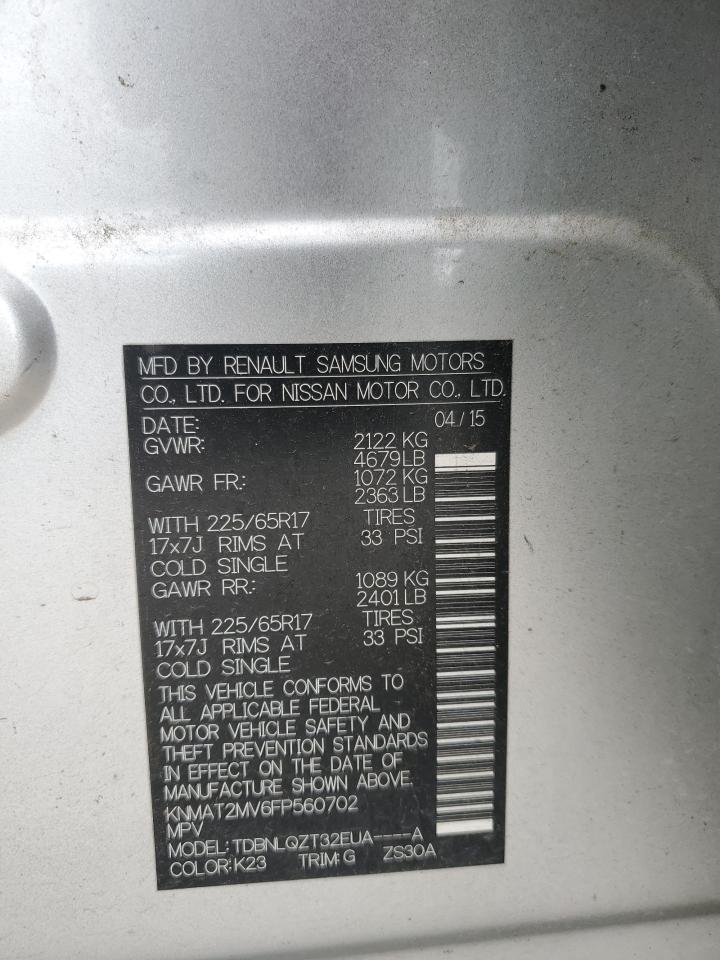 MFD BY RENAULT SAMSUNG MOTORS
CO., LTD. FOR NISSAN MOTOR CO., LTD.
DATE: 04/15
GVWR: 2122 KG
4679 LB
GAWR FR.: 1072 KG
2363 LB
WITH 225/65R17 TIRES
17x7J RIMS AT 33 PSI
COLD SINGLE
GAWR RR.: 1089 KG
2401 LB
WITH 225/65R17 TIRES
17x7J RIMS AT 33 PSI
COLD SINGLE
THIS VEHICLE CONFORMS TO
ALL APPLICABLE FEDERAL
MOTOR VEHICLE SAFETY AND
THEFT PREVENTION STANDARDS
IN EFFECT ON THE DATE OF
MANUFACTURE SHOWN ABOVE.
KNMAT2MV6FP560702
MPV
MODEL: TDBNLQZT32EUA----A
COLOR: K23 TRIM: G ZS30A